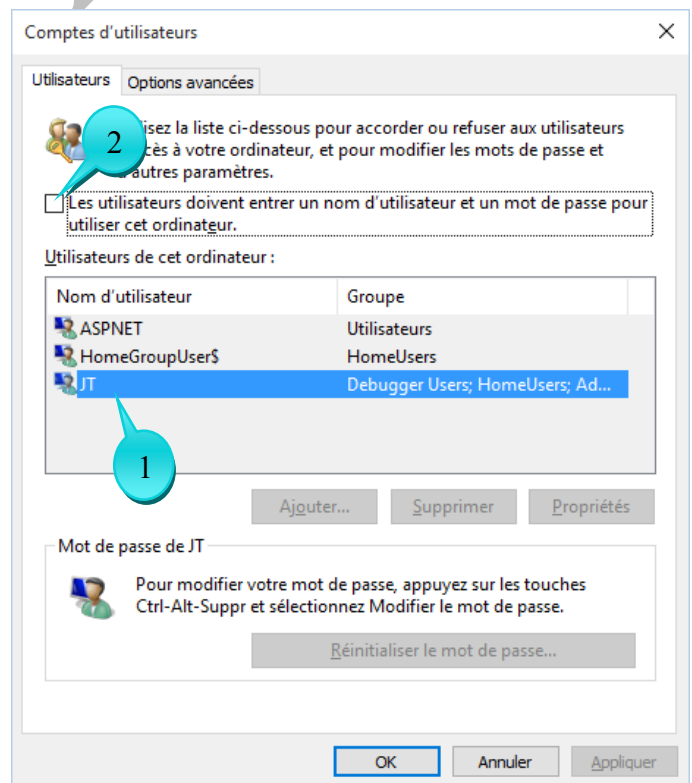 Comptes d'utilisateurs
Utilisateurs Options avancées
isez la liste ci-dessous pour accorder ou refuser aux utilisateurs
cès à votre ordinateur, et pour modifier les mots de passe et
autres paramètres.
2
Les utilisateurs doivent entrer un nom d'utilisateur et un mot de passe pour
utiliser cet ordinateur.
Utilisateurs de cet ordinateur :
Nom d'utilisateur Groupe
ASPNET Utilisateurs
HomeGroupUser$ HomeUsers
JT Debugger Users; HomeUsers; Ad...
1
Ajouter... Supprimer Propriétés
Mot de passe de JT
Pour modifier votre mot de passe, appuyez sur les touches
Ctrl-Alt-Suppr et sélectionnez Modifier le mot de passe.
Réinitialiser le mot de passe...
OK Annuler Appliquer